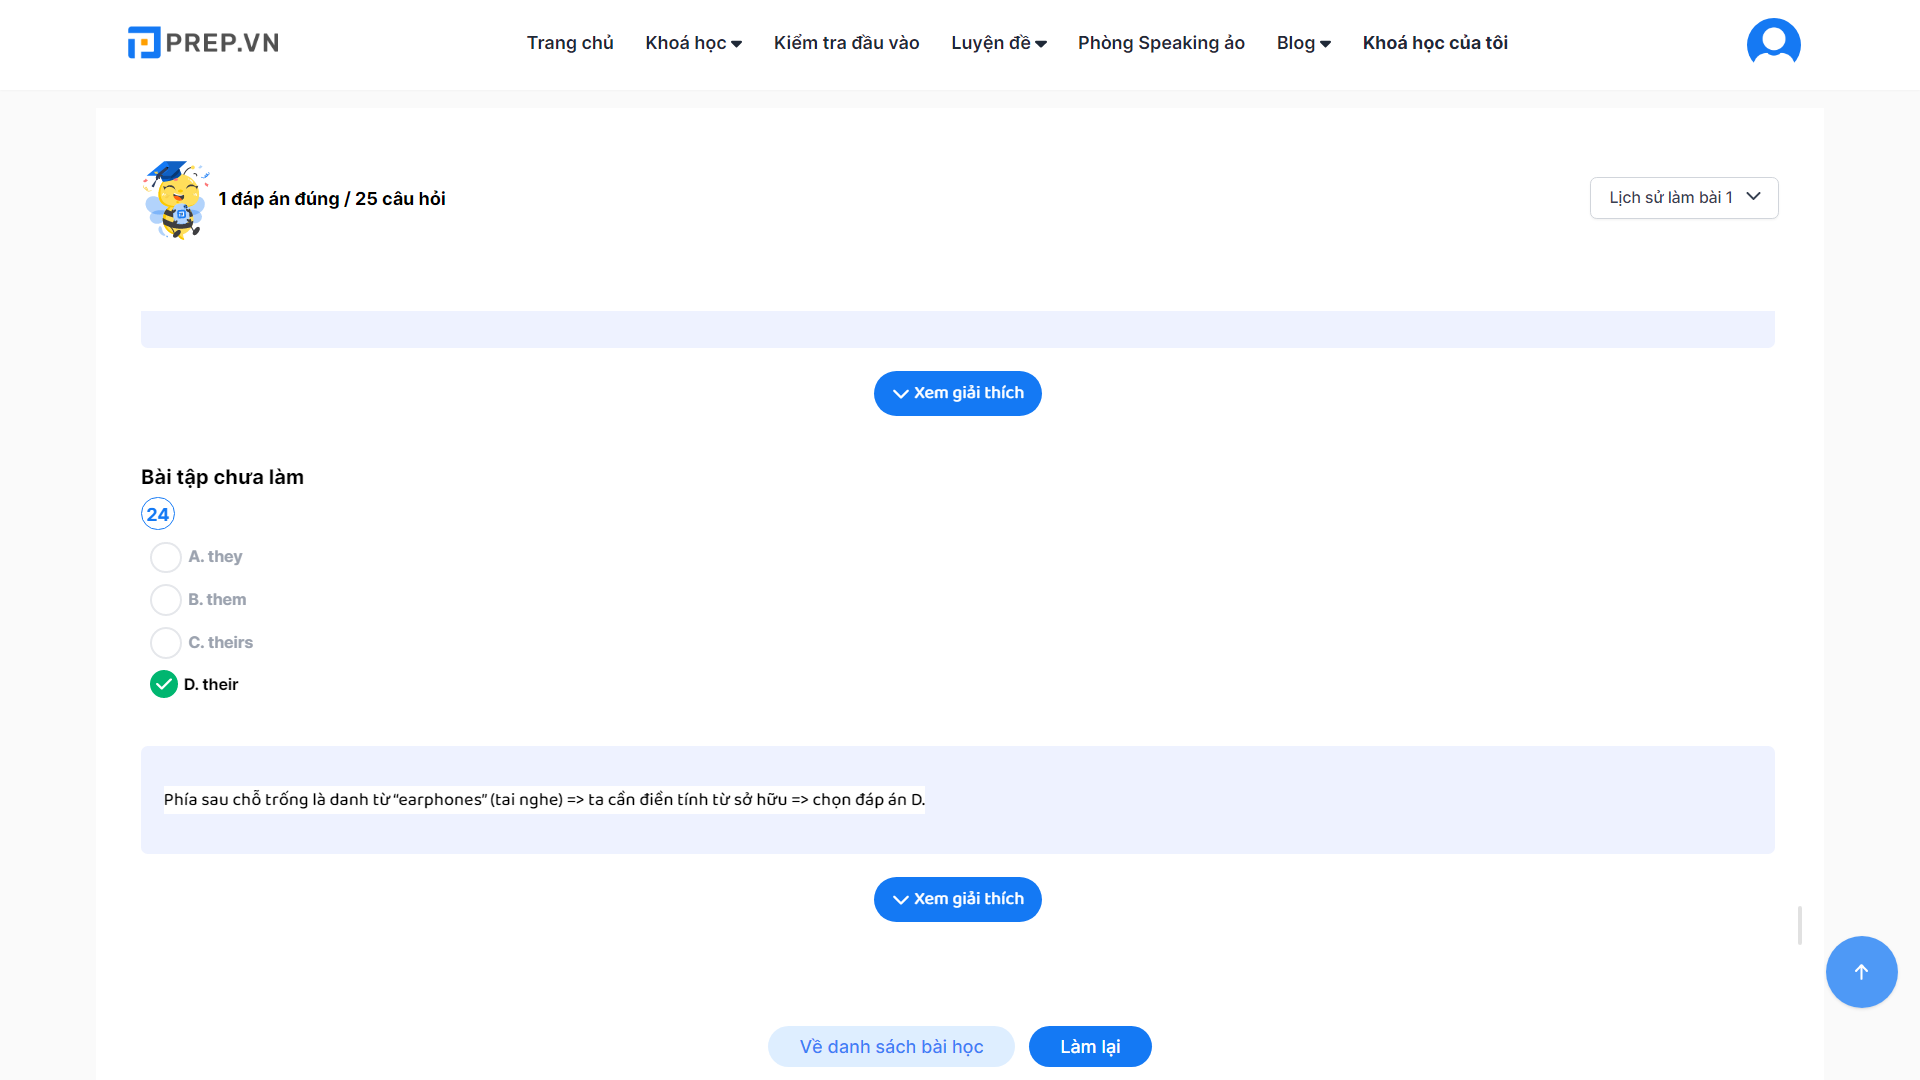 PREP.VN
Trang chủ Khoá học Kiểm tra đầu vào Luyện đề Phòng Speaking ảo Blog Khoá học của tôi
1 đáp án đúng / 25 câu hỏi
Lịch sử làm bài 1
Xem giải thích
Bài tập chưa làm
24
A. they
B. them
C. theirs
D. their
Phía sau chỗ trống là danh từ “earphones” (tai nghe) => ta cần điền tính từ sở hữu => chọn đáp án D.
Xem giải thích
Về danh sách bài học Làm lại